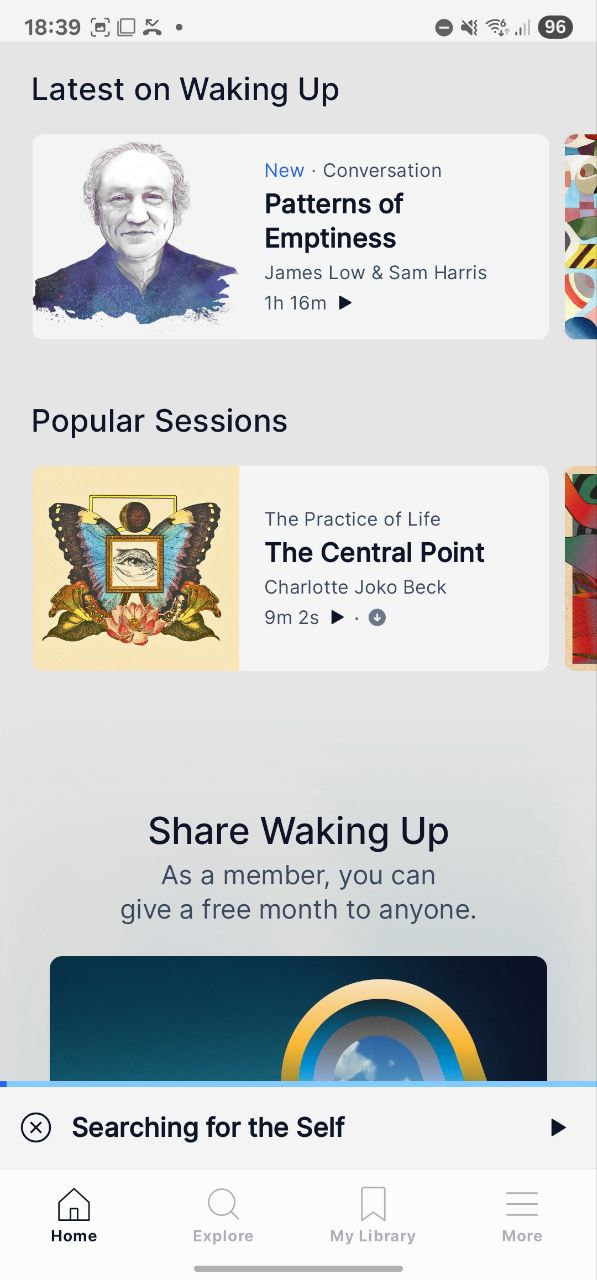 18:39
96
Latest on Waking Up
New · Conversation
Patterns of
Emptiness
James Low & Sam Harris
1h 16m
Popular Sessions
The Practice of Life
The Central Point
Charlotte Joko Beck
9m 2s ·
Share Waking Up
As a member, you can
give a free month to anyone.
Searching for the Self
Home Explore My Library More